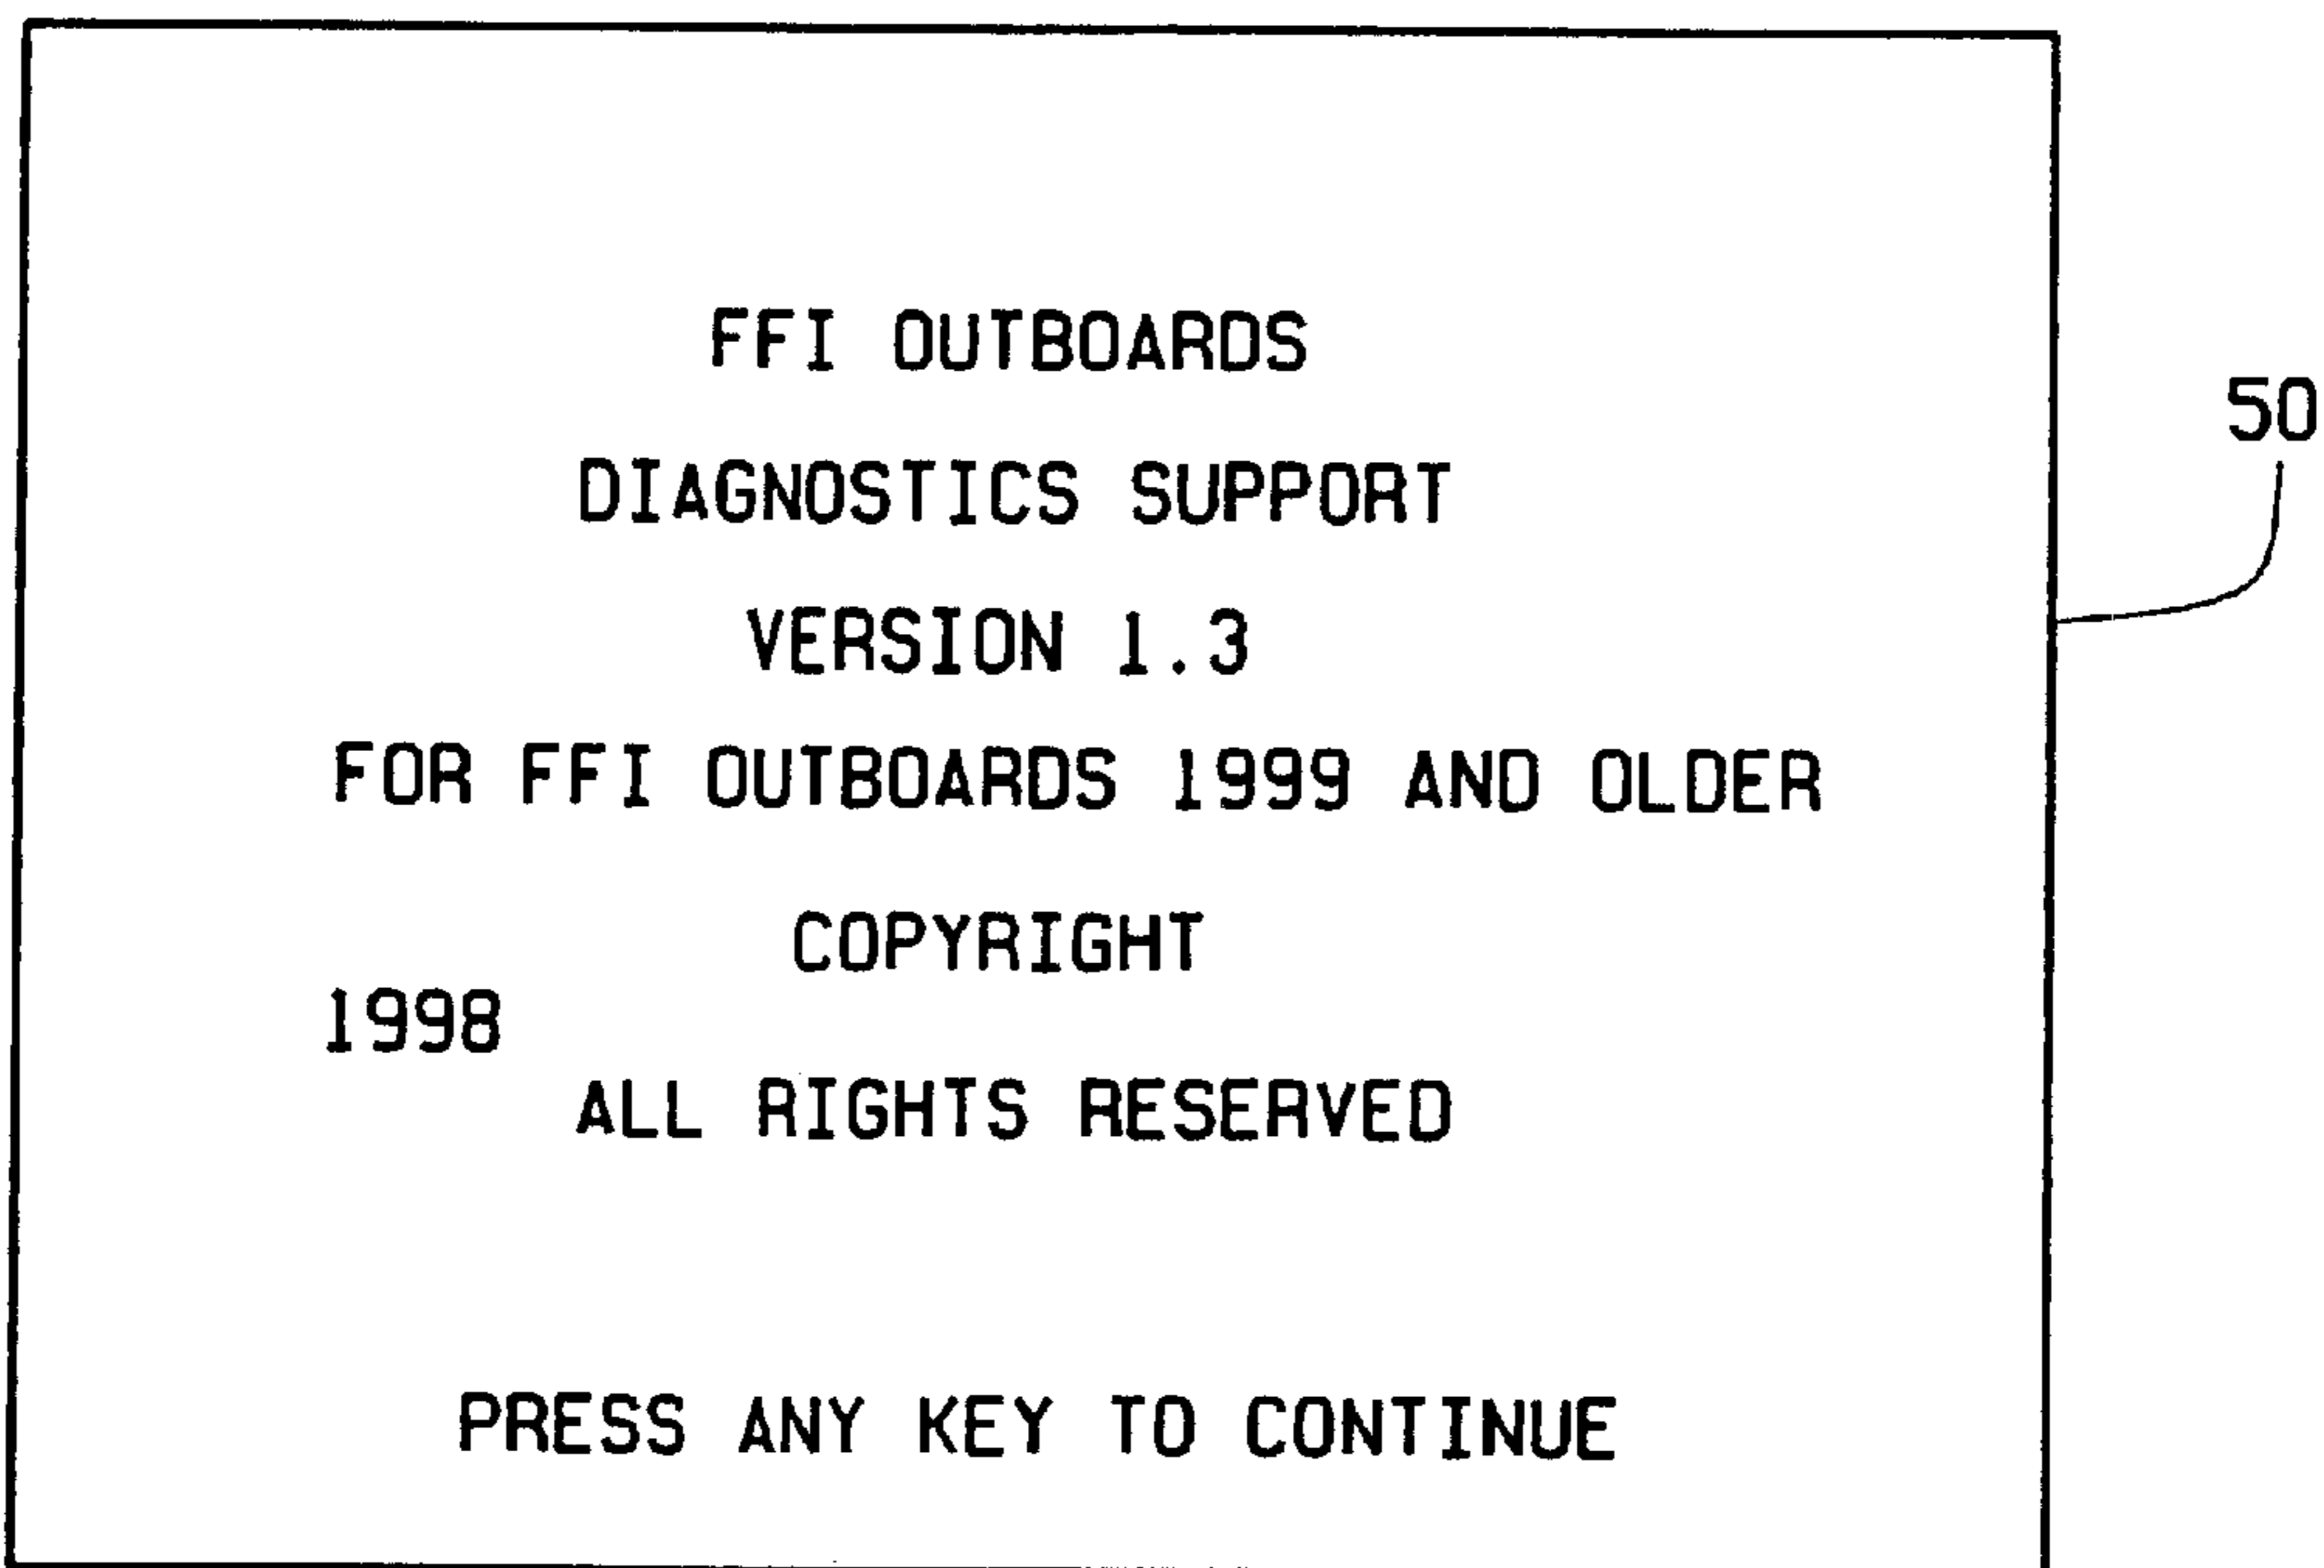 FFI OUTBOARDS
50
DIAGNOSTICS SUPPORT
VERSION 1.3
FOR FFI OUTBOARDS 1999 AND OLDER
COPYRIGHT
1998
ALL RIGHTS RESERVED
PRESS ANY KEY TO CONTINUE